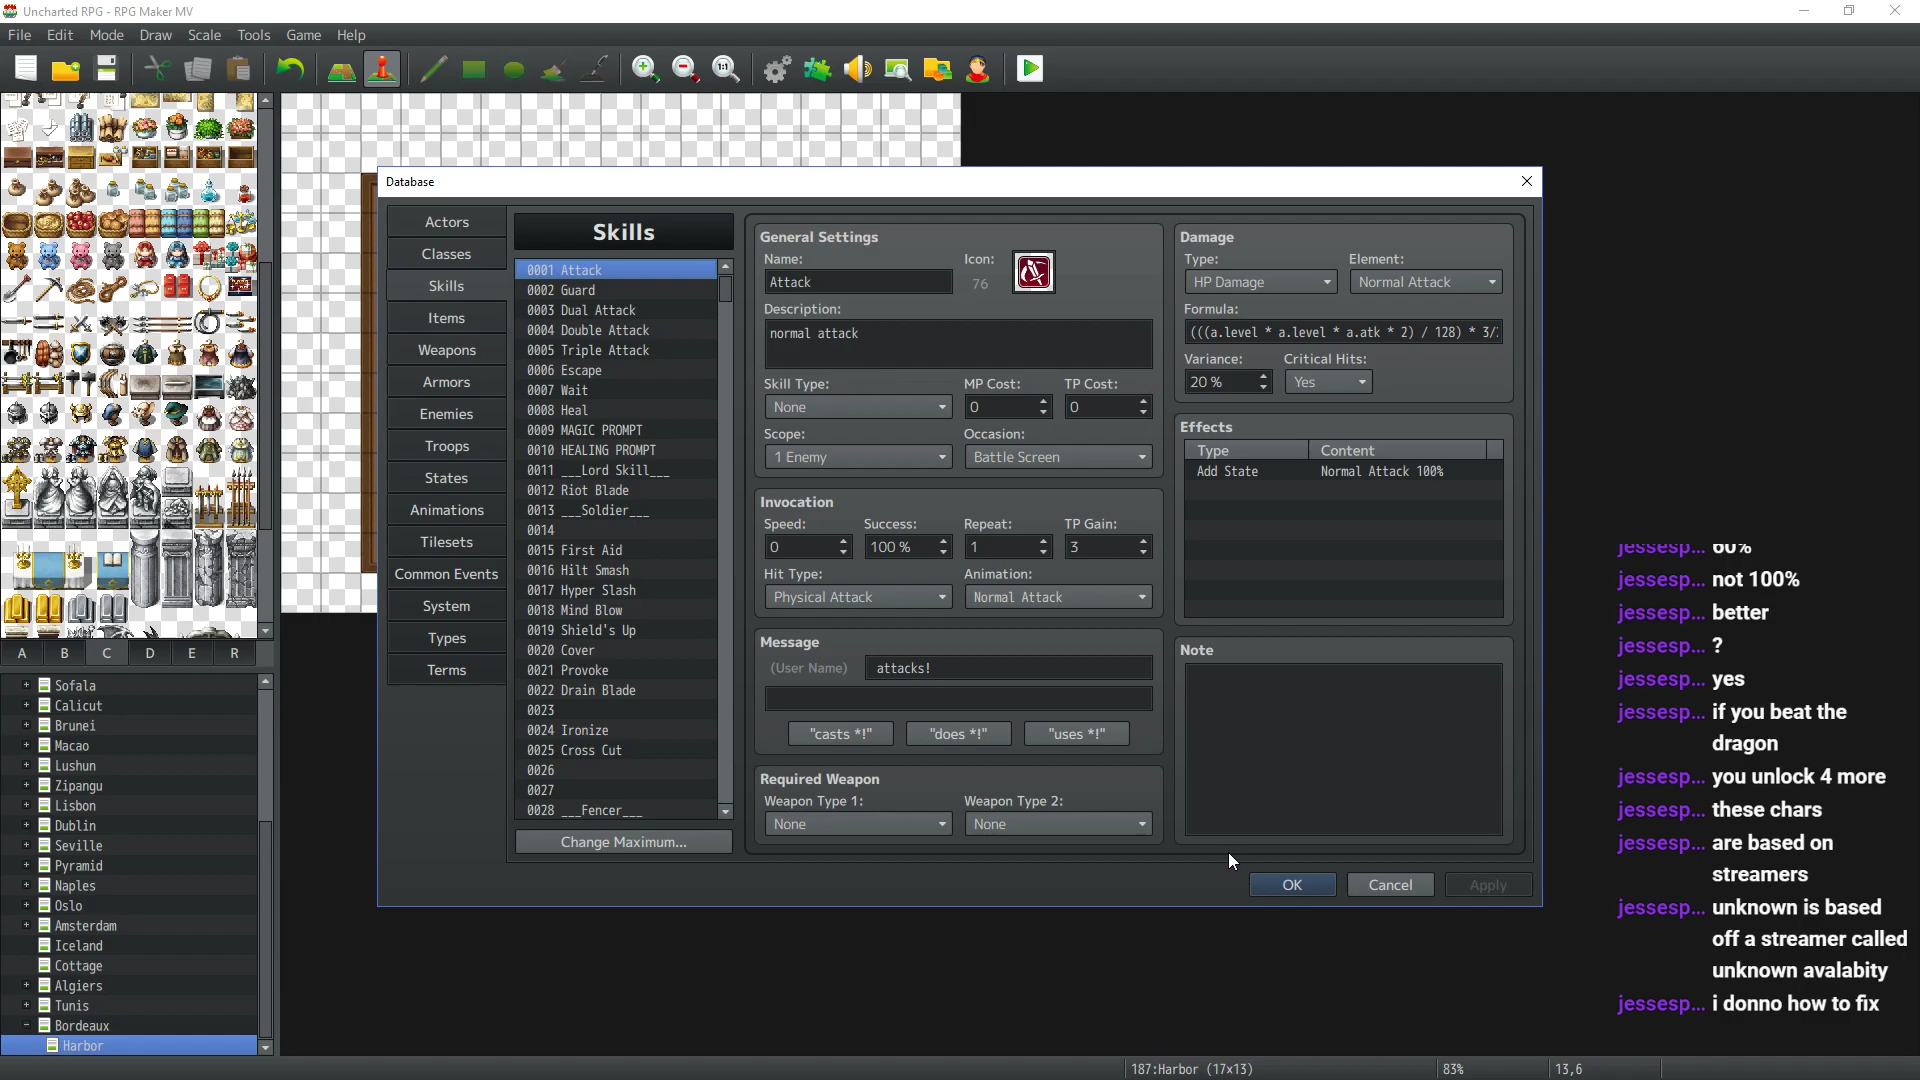 Uncharted RPG - RPG Maker MV
File Edit Mode Draw Scale Tools Game Help
1:1
Database
Actors
Classes
Skills
Items
Weapons
Armors
Enemies
Troops
States
Animations
Tilesets
Common Events
System
Types
Terms
Skills
0001 Attack
0002 Guard
0003 Dual Attack
0004 Double Attack
0005 Triple Attack
0006 Escape
0007 Wait
0008 Heal
0009 MAGIC PROMPT
0010 HEALING PROMPT
0011 ___Lord Skill___
0012 Riot Blade
0013 ___Soldier___
0014
0015 First Aid
0016 Hilt Smash
0017 Hyper Slash
0018 Mind Blow
0019 Shield's Up
0020 Cover
0021 Provoke
0022 Drain Blade
0023
0024 Ironize
0025 Cross Cut
0026
0027
0028 ___Fencer___
Change Maximum...
General Settings
Name: Icon:
Attack 76
Description:
normal attack
Skill Type: MP Cost: TP Cost:
None 0 0
Scope: Occasion:
1 Enemy Battle Screen
Invocation
Speed: Success: Repeat: TP Gain:
0 100 % 1 3
Hit Type: Animation:
Physical Attack Normal Attack
Message
(User Name) attacks!
"casts *!" "does *!" "uses *!"
Required Weapon
Weapon Type 1: Weapon Type 2:
None None
Damage
Type: Element:
HP Damage Normal Attack
Formula:
(((a.level * a.level * a.atk * 2) / 128) * 3/
Variance: Critical Hits:
20 % Yes
Effects
Type Content
Add State Normal Attack 100%
Note
OK Cancel Apply
A B C D E R
Sofala
Calicut
Brunei
Macao
Lushun
Zipangu
Lisbon
Dublin
Seville
Pyramid
Naples
Oslo
Amsterdam
Iceland
Cottage
Algiers
Tunis
Bordeaux
Harbor
jessesp... 60%
jessesp... not 100%
jessesp... better
jessesp... ?
jessesp... yes
jessesp... if you beat the
dragon
jessesp... you unlock 4 more
jessesp... these chars
jessesp... are based on
streamers
jessesp... unknown is based
off a streamer called
unknown avalabity
jessesp... i donno how to fix
187:Harbor (17x13) 83% 13,6